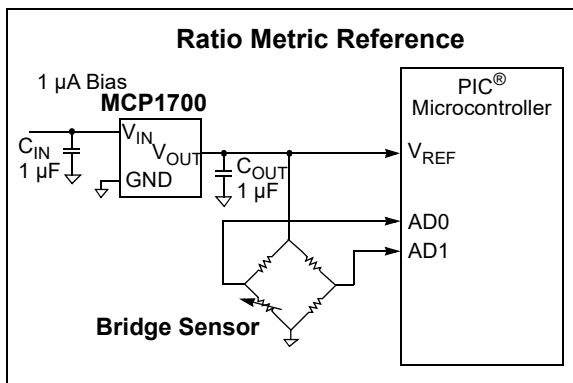 Ratio Metric Reference
1 µA Bias
MCP1700
PIC®
Microcontroller
C_IN
1 µF
V_IN
V_OUT
GND
C_OUT
1 µF
V_REF
AD0
AD1
Bridge Sensor